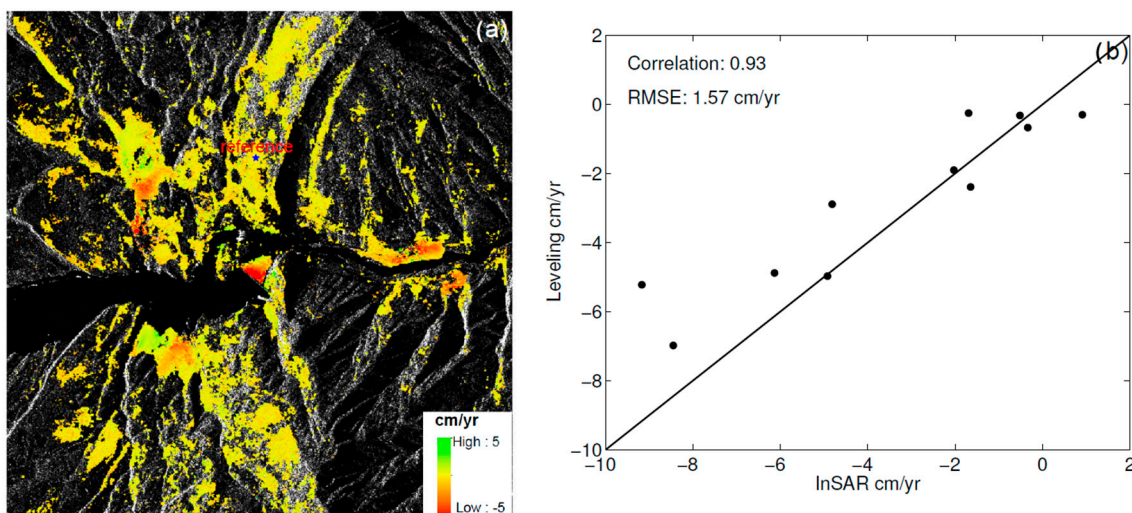 (a)
reference
cm/yr
High : 5
Low : -5
(b)
Correlation: 0.93
RMSE: 1.57 cm/yr
2
0
−2
−4
−6
−8
−10
Leveling cm/yr
−10 −8 −6 −4 −2 0 2
InSAR cm/yr